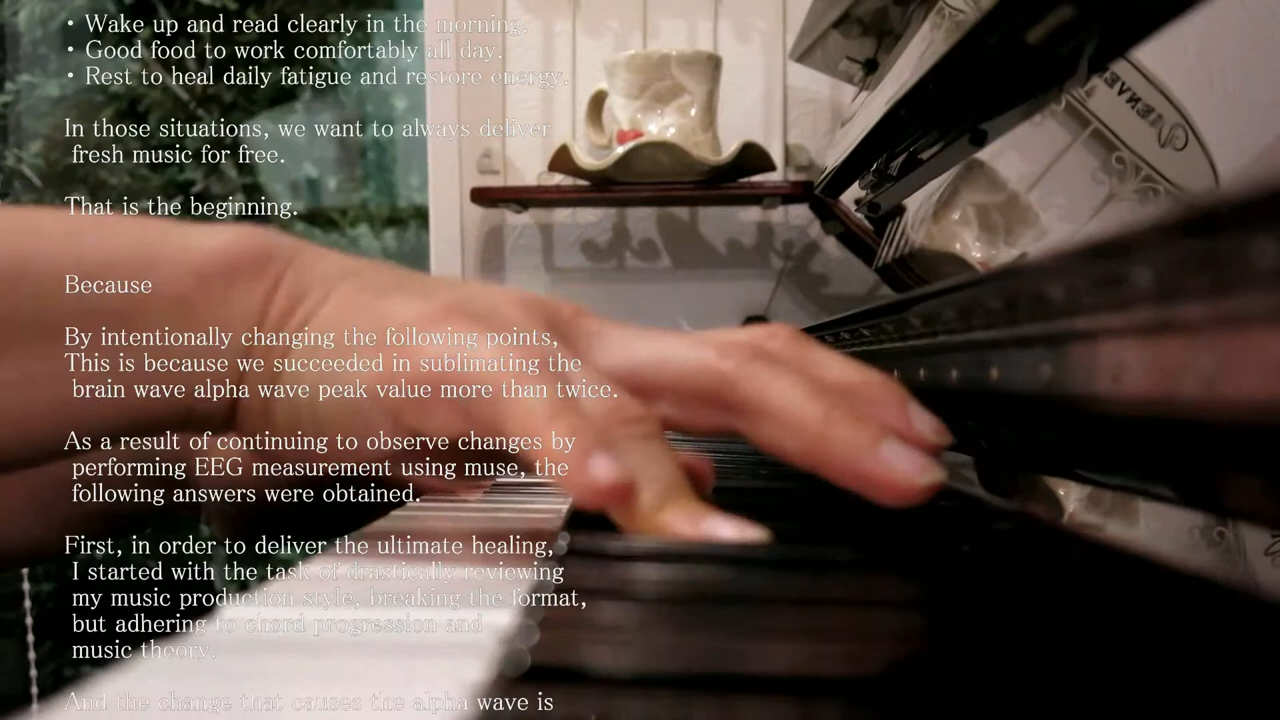 • Wake up and read clearly in the morning.
• Good food to work comfortably all day.
• Rest to heal daily fatigue and restore energy.
In those situations, we want to always deliver
fresh music for free.
That is the beginning.
Because
By intentionally changing the following points,
This is because we succeeded in sublimating the
brain wave alpha wave peak value more than twice.
As a result of continuing to observe changes by
performing EEG measurement using muse, the
following answers were obtained.
First, in order to deliver the ultimate healing,
I started with the task of drastically reviewing
my music production style, breaking the format,
but adhering to chord progression and
music theory.
And the change that causes the alpha wave is